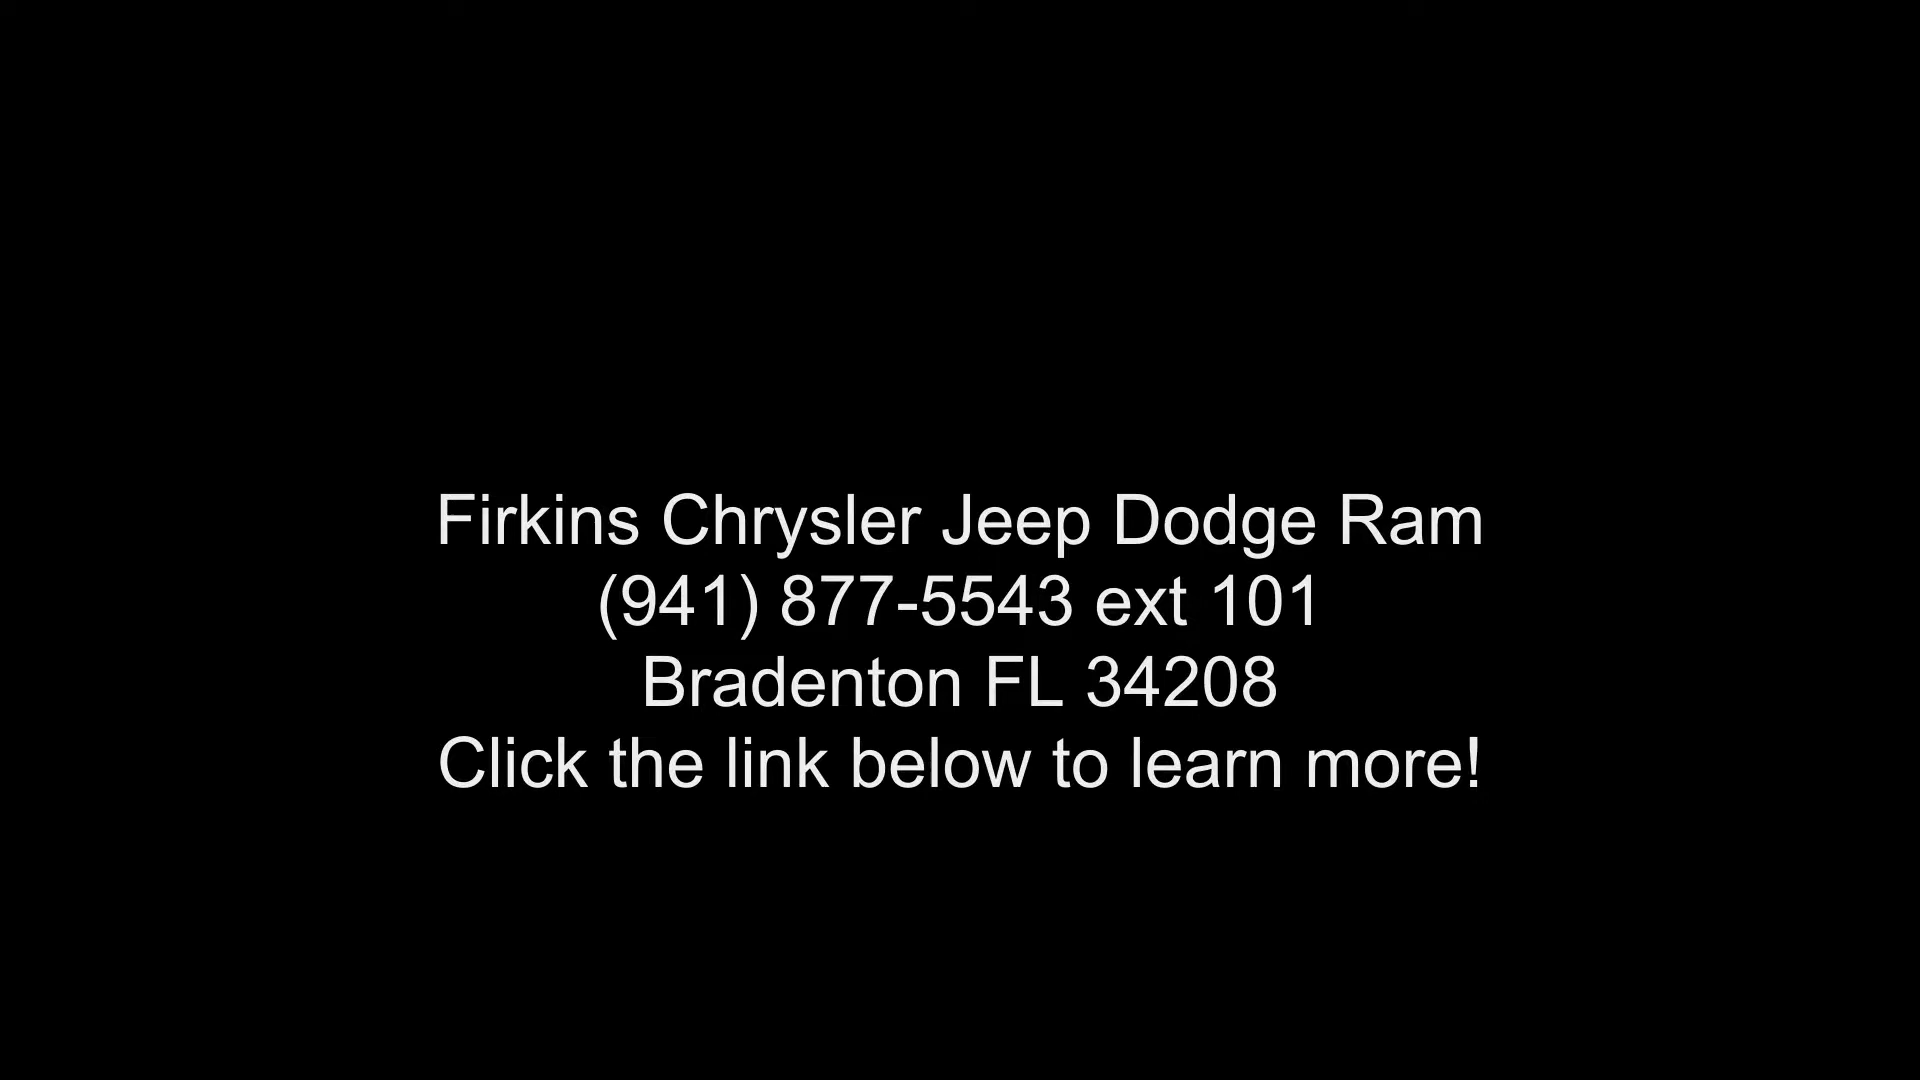 Firkins Chrysler Jeep Dodge Ram
(941) 877-5543 ext 101
Bradenton FL 34208
Click the link below to learn more!